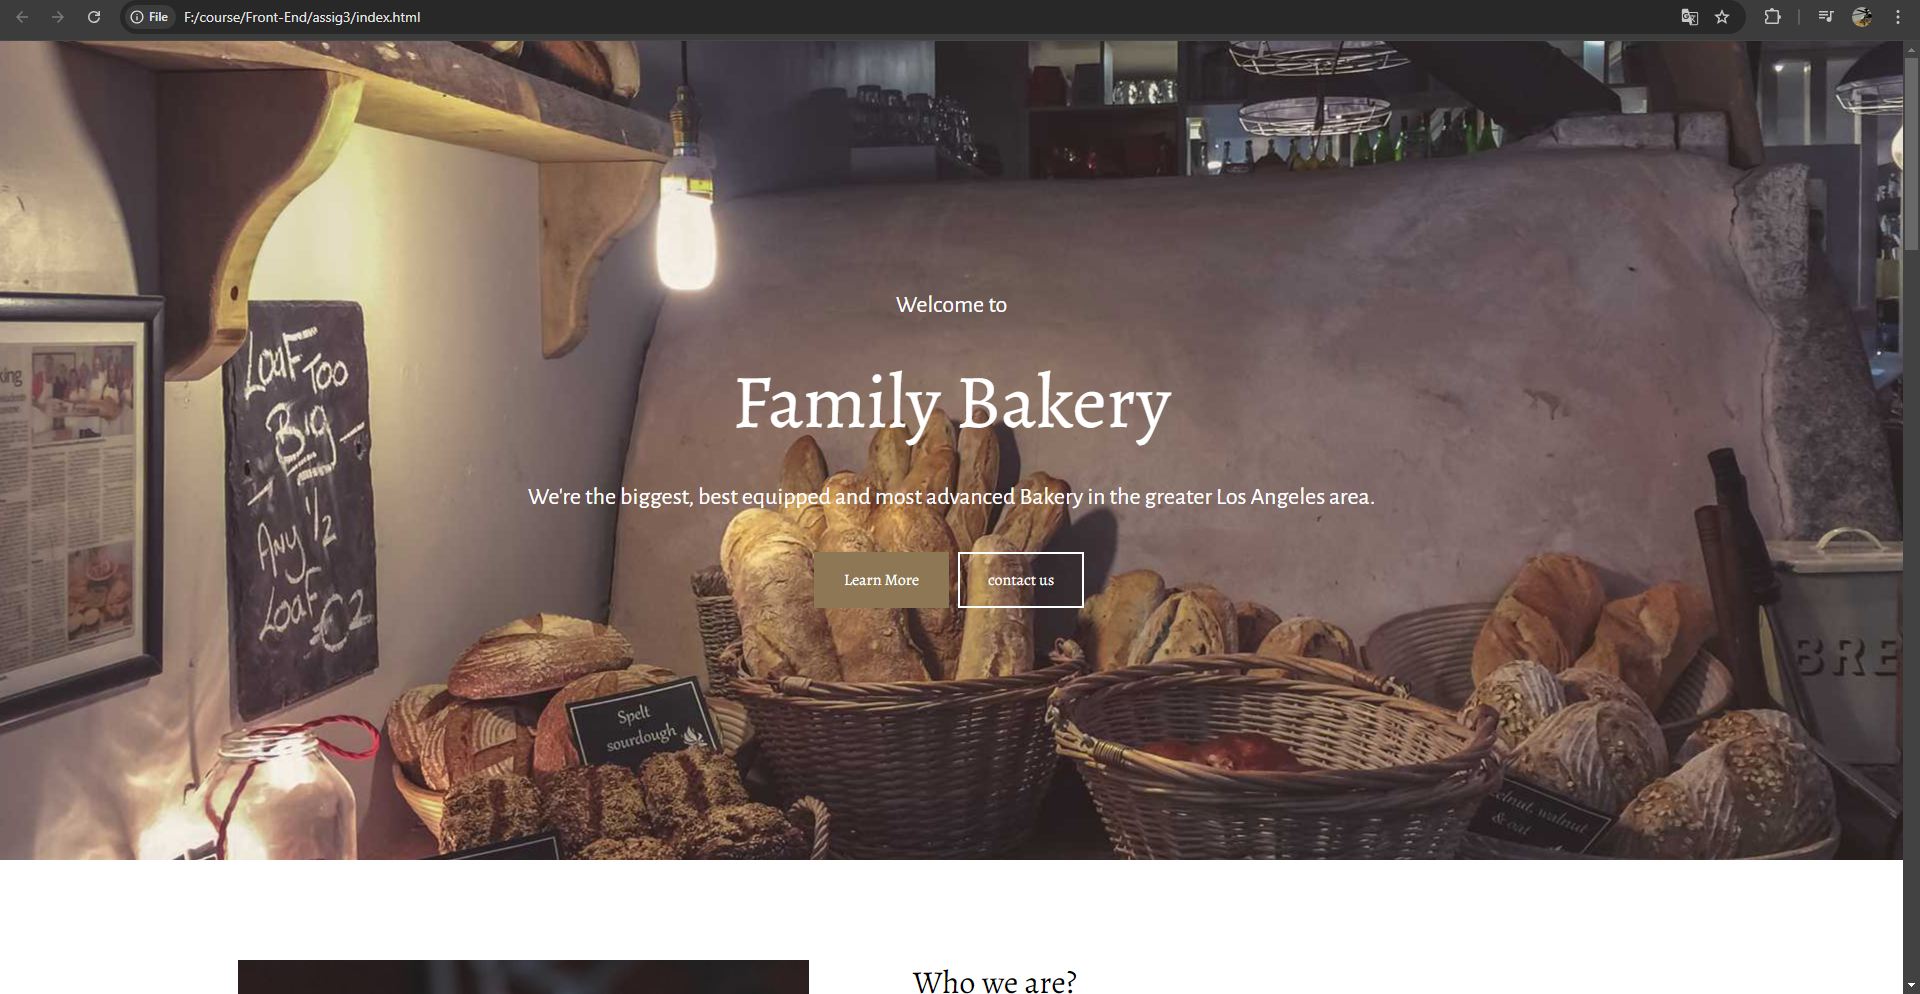 File F:/course/Front-End/assig3/index.html
Welcome to
Family Bakery
We're the biggest, best equipped and most advanced Bakery in the greater Los Angeles area.
Learn More
contact us
LOAF TOO
BIG
ANY 1/2
LOAF €2
Spelt
sourdough
BRE
walnut
& oat
Who we are?